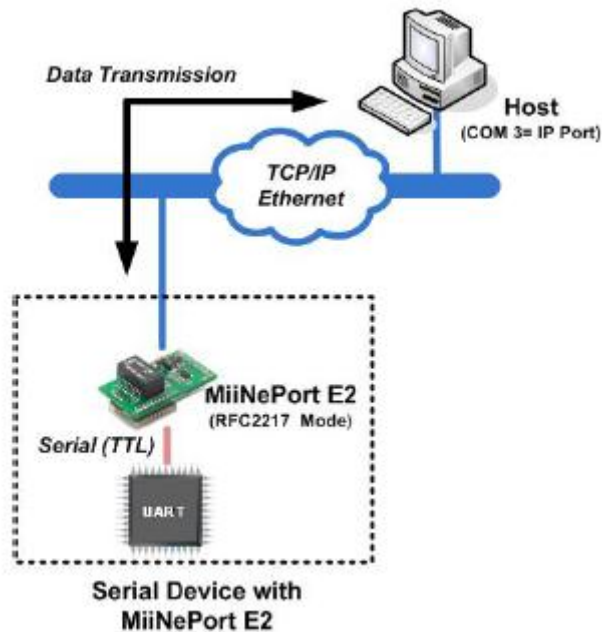 Data Transmission
Host
(COM 3= IP Port)
TCP/IP
Ethernet
MiiNePort E2
(RFC2217 Mode)
Serial (TTL)
UART
Serial Device with
MiiNePort E2